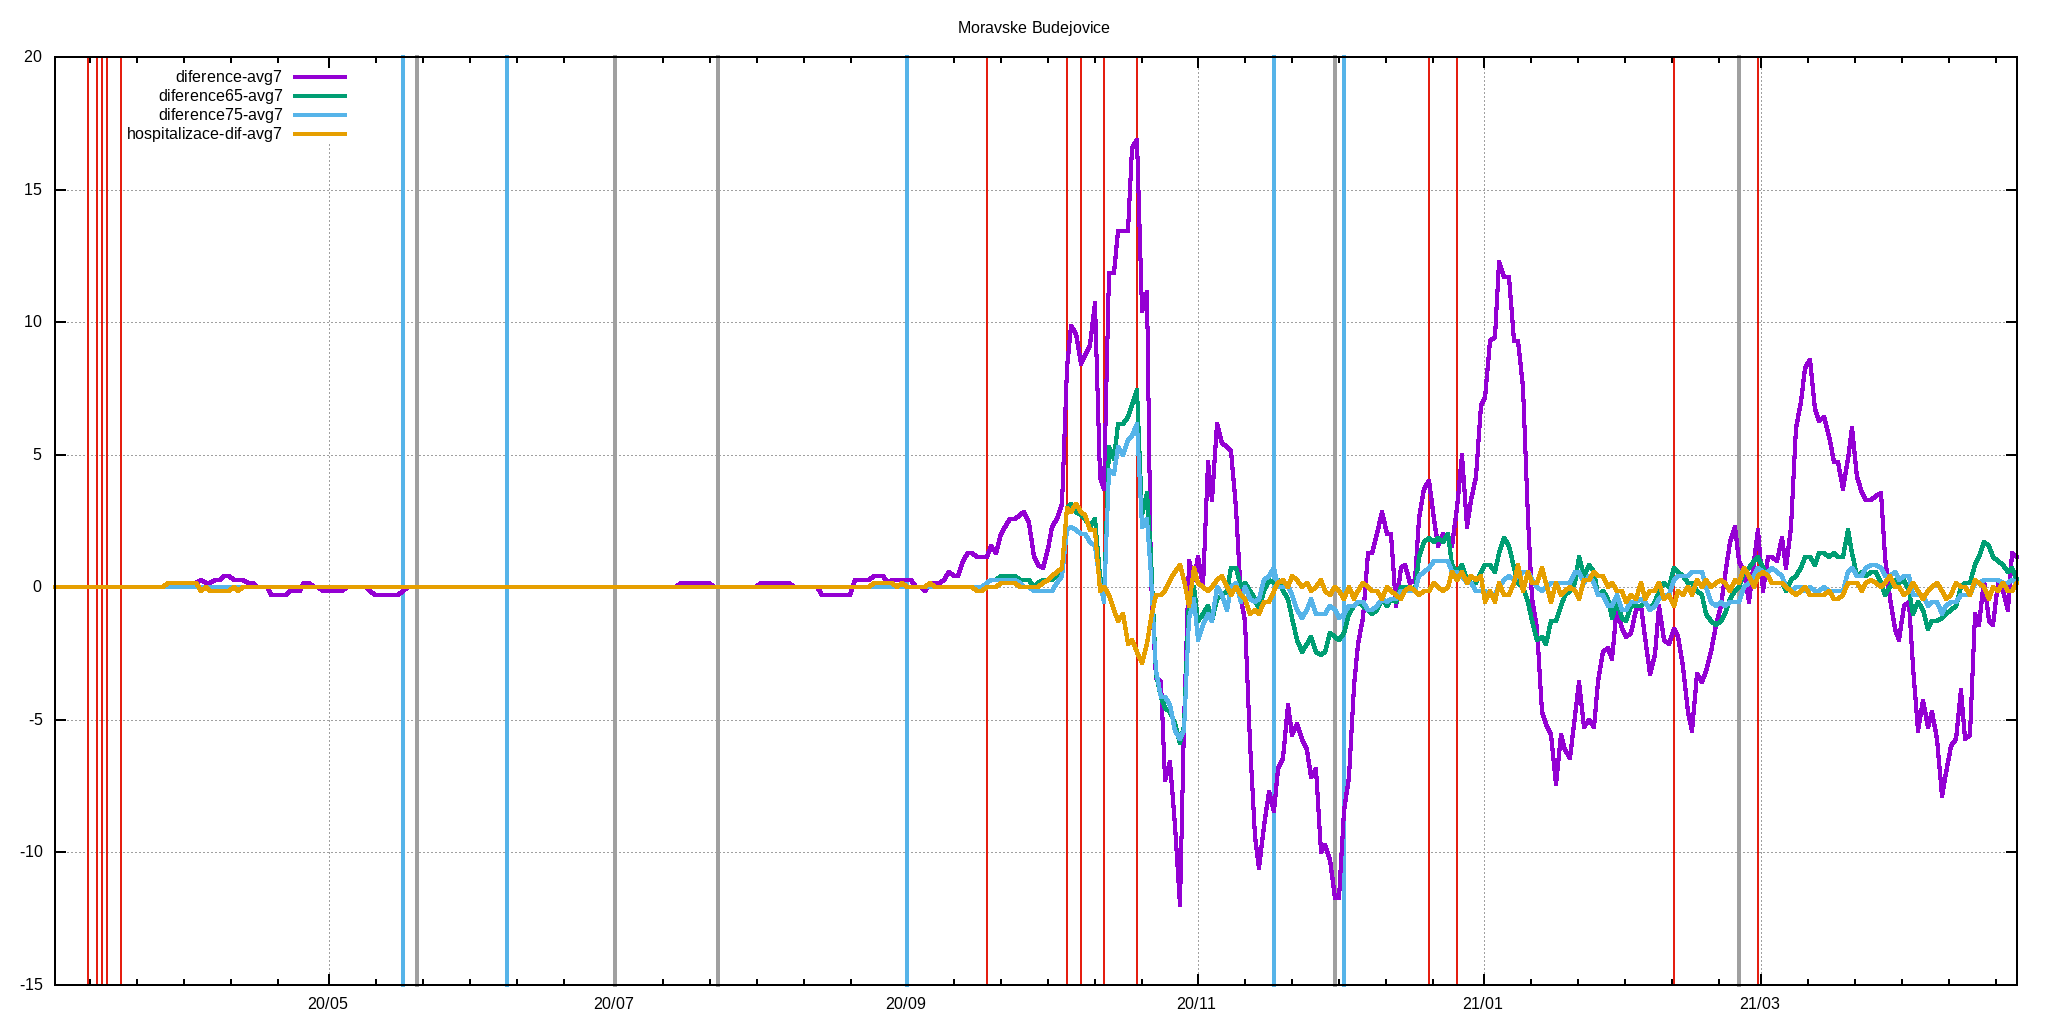 Moravske Budejovice
20
15
10
5
0
-5
-10
-15
diference-avg7
diference65-avg7
diference75-avg7
hospitalizace-dif-avg7
20/05
20/07
20/09
20/11
21/01
21/03